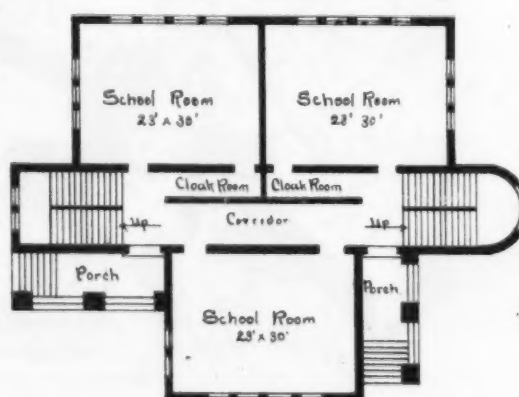 School Room
23' x 30'
School Room
23' 30'
Cloak Room
Cloak Room
Up
Corridor
Up
Porch
Porch
School Room
23' x 30'